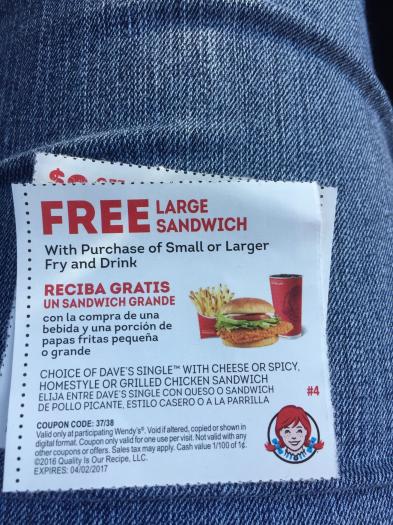 FREE LARGE SANDWICH
With Purchase of Small or Larger
Fry and Drink
RECIBA GRATIS
UN SANDWICH GRANDE
con la compra de una
bebida y una porción de
papas fritas pequeña
o grande
CHOICE OF DAVE'S SINGLE™ WITH CHEESE OR SPICY,
HOMESTYLE OR GRILLED CHICKEN SANDWICH
ELIJA ENTRE DAVE'S SINGLE CON QUESO O SANDWICH
DE POLLO PICANTE, ESTILO CASERO O A LA PARRILLA
#4
COUPON CODE: 37/38
Valid only at participating Wendy's®. Void if altered, copied or shown in
digital format. Coupon only valid for one use per visit. Not valid with any
other coupons or offers. Sales tax may apply. Cash value 1/100 of 1¢.
©2016 Quality Is Our Recipe, LLC.
EXPIRES: 04/02/2017